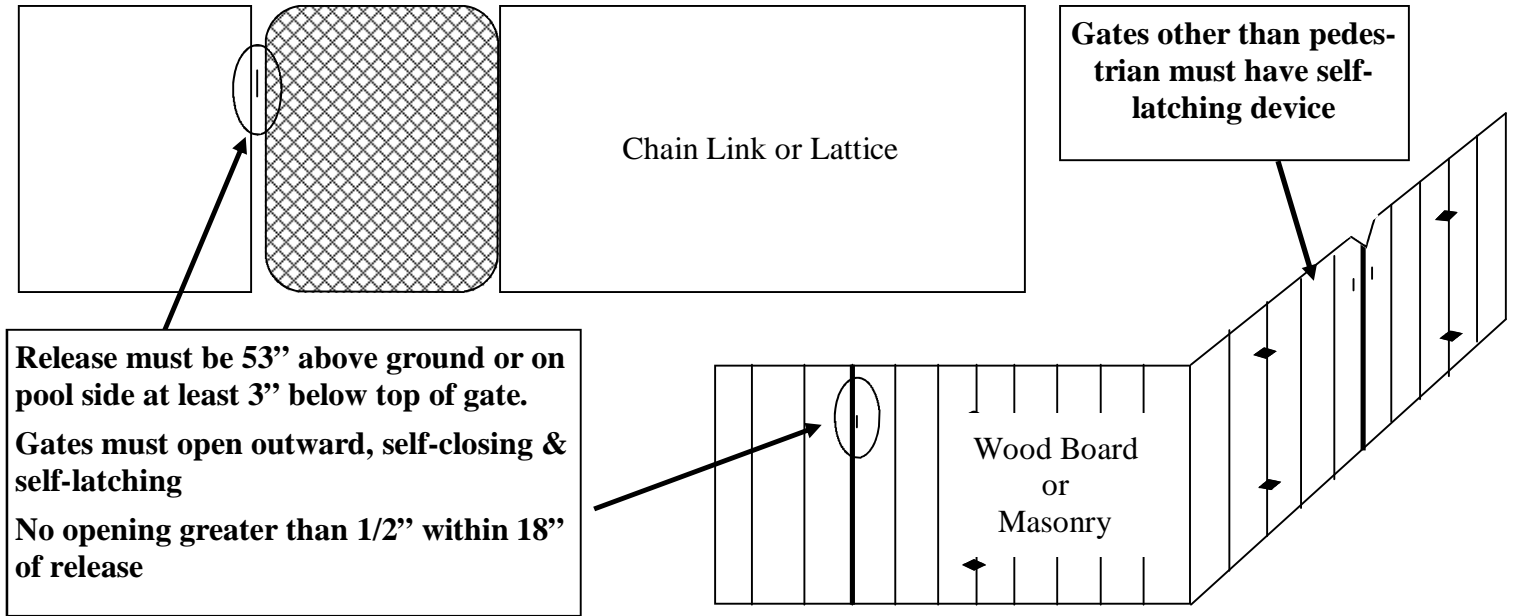 Gates other than pedes-
trian must have self-
latching device
Chain Link or Lattice
Release must be 53” above ground or on
pool side at least 3” below top of gate.
Gates must open outward, self-closing &
self-latching
No opening greater than 1/2” within 18”
of release
Wood Board
or
Masonry